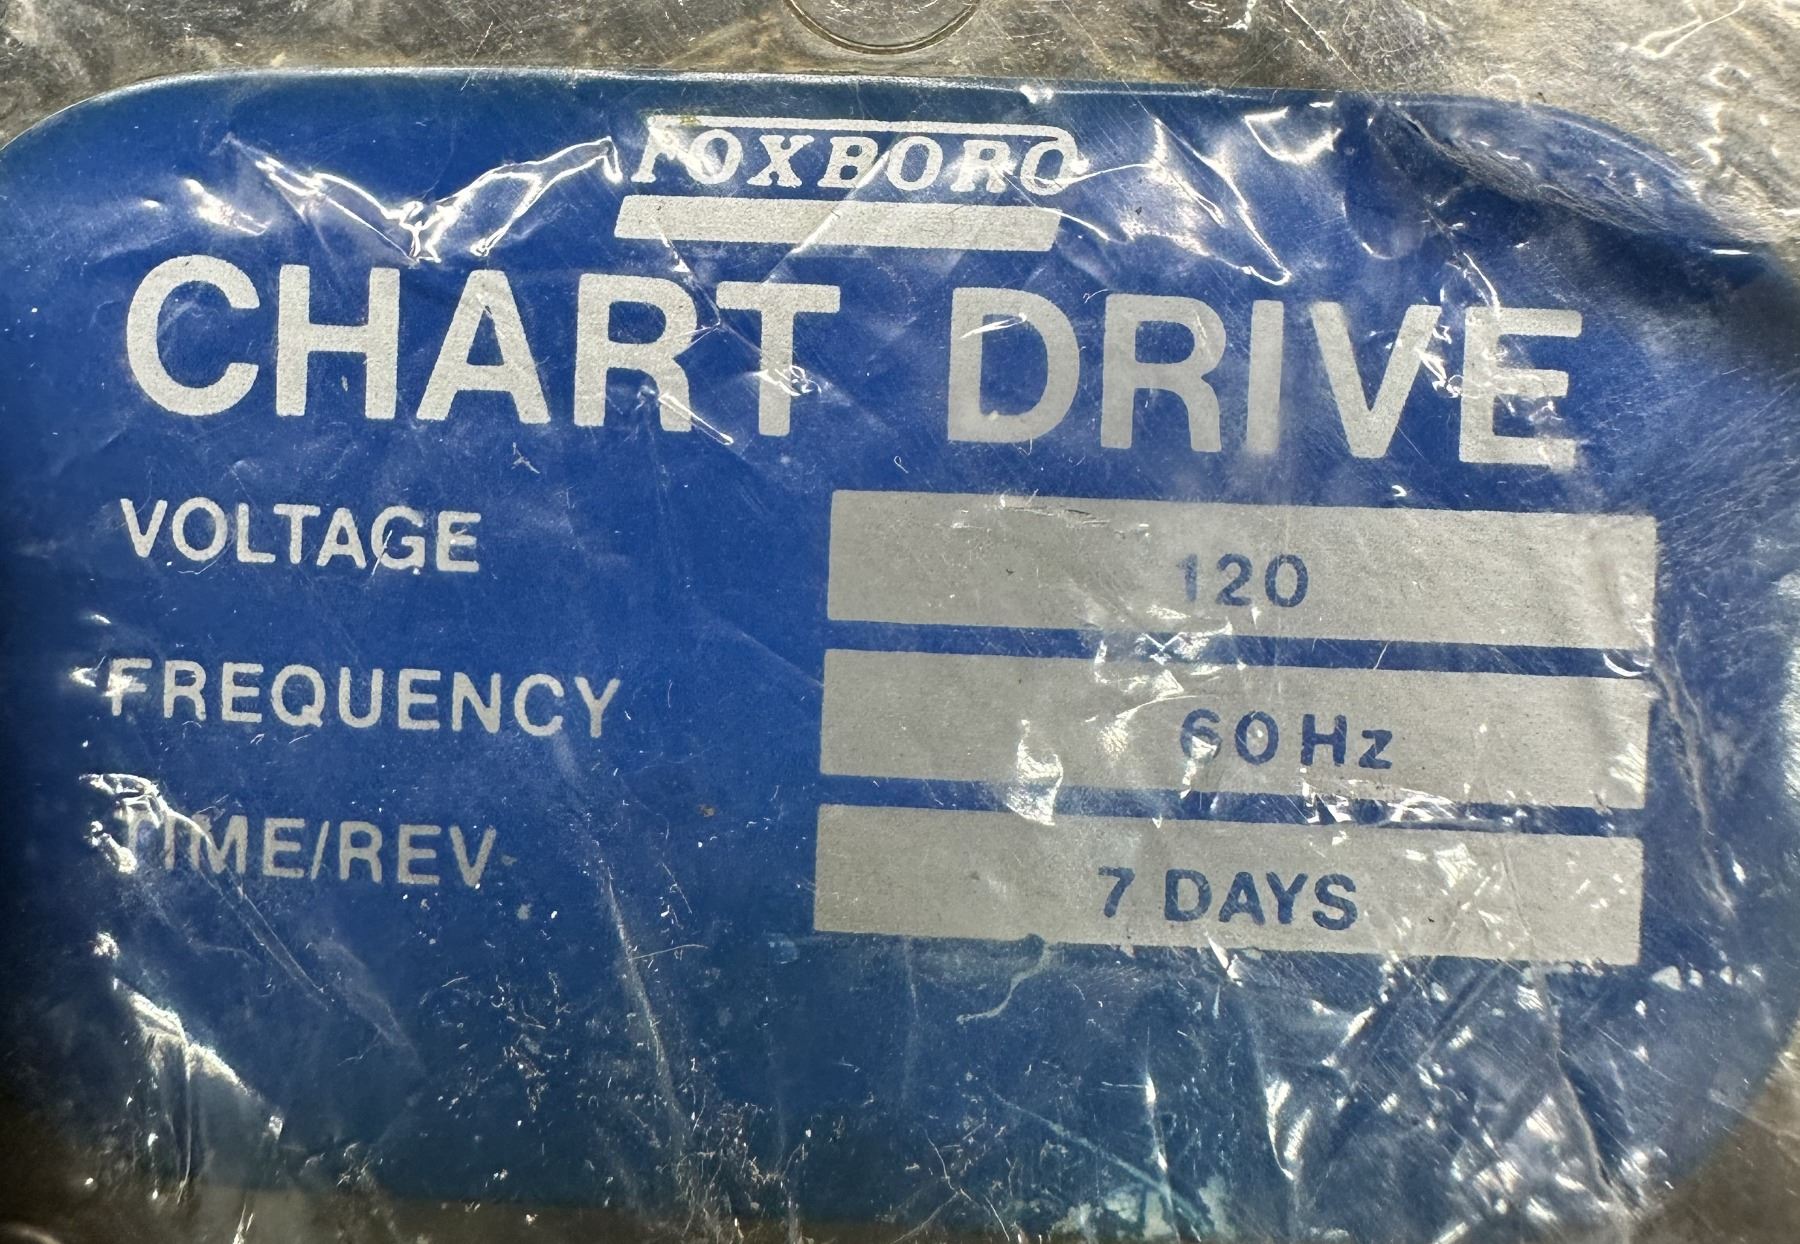 FOXBORO
CHART DRIVE
VOLTAGE 120
FREQUENCY 60 Hz
TIME/REV. 7 DAYS